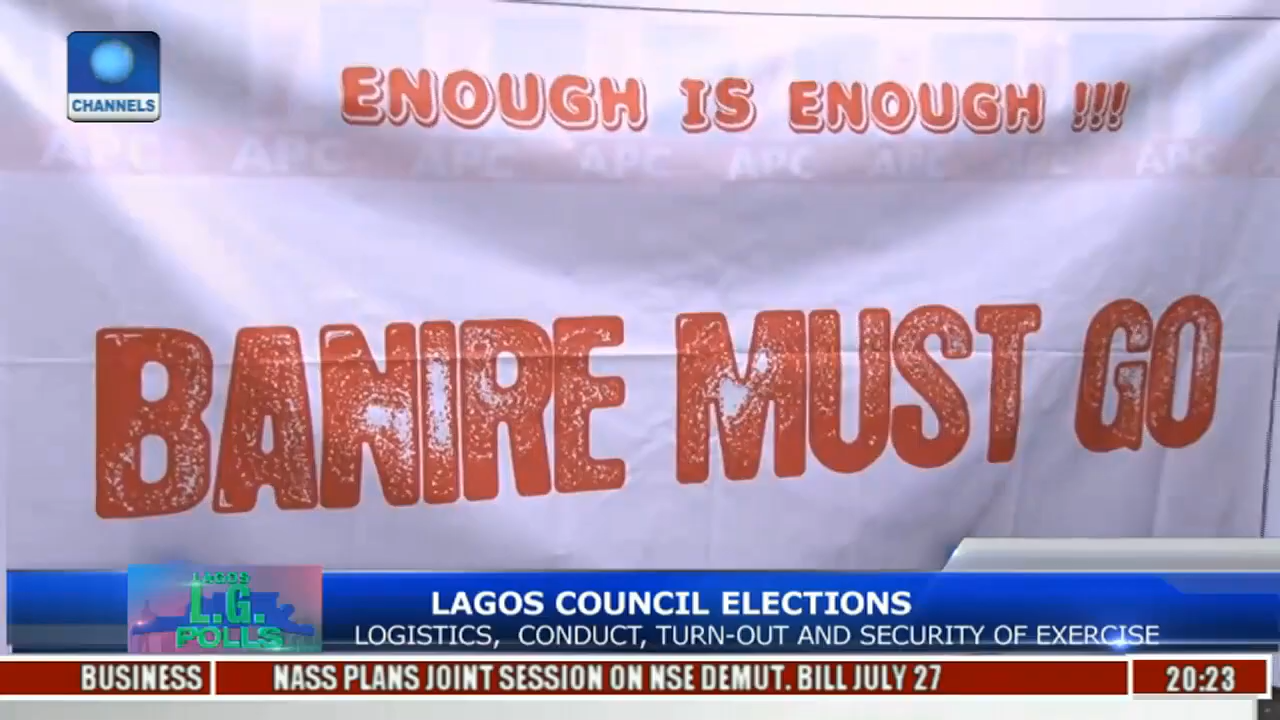 CHANNELS
ENOUGH IS ENOUGH !!!
APC APC APC APC APC APC APC
BANIRE MUST GO
LAGOS
L.G.
POLLS
LAGOS COUNCIL ELECTIONS
LOGISTICS, CONDUCT, TURN-OUT AND SECURITY OF EXERCISE
BUSINESS NASS PLANS JOINT SESSION ON NSE DEMUT. BILL JULY 27 20:23